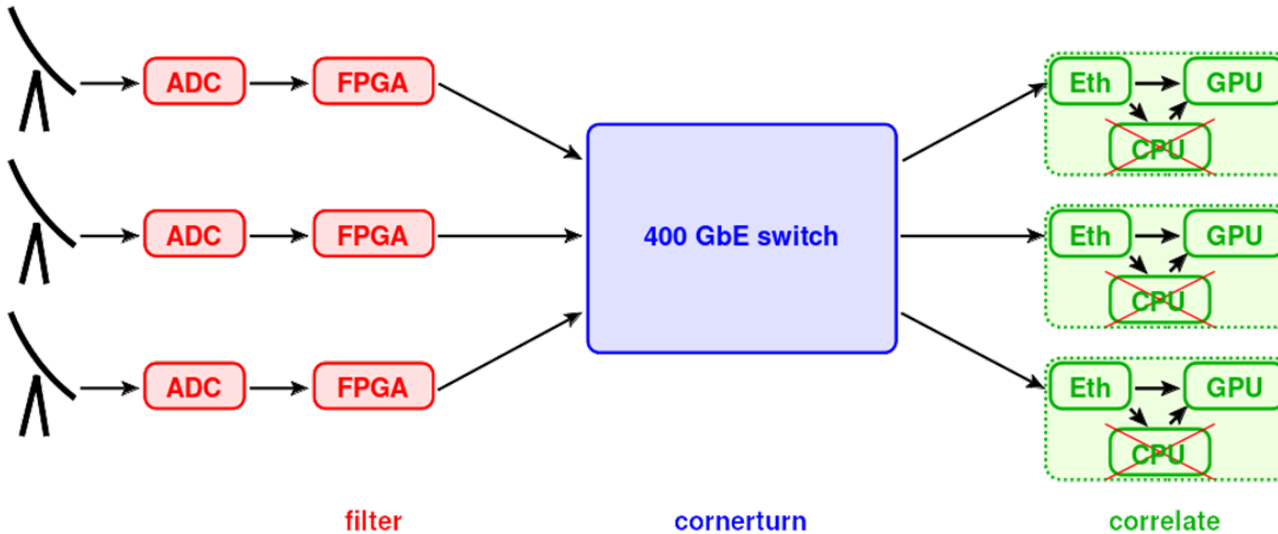 ADC FPGA Eth GPU
CPU
ADC FPGA 400 GbE switch Eth GPU
CPU
ADC FPGA Eth GPU
CPU
filter cornerturn correlate